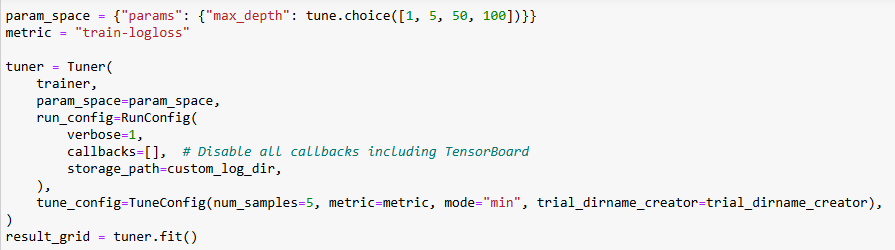 param_space = {"params": {"max_depth": tune.choice([1, 5, 50, 100])}}
metric = "train-logloss"

tuner = Tuner(
    trainer,
    param_space=param_space,
    run_config=RunConfig(
        verbose=1,
        callbacks=[],  # Disable all callbacks including TensorBoard
        storage_path=custom_log_dir,
    ),
    tune_config=TuneConfig(num_samples=5, metric=metric, mode="min", trial_dirname_creator=trial_dirname_creator),
)
result_grid = tuner.fit()